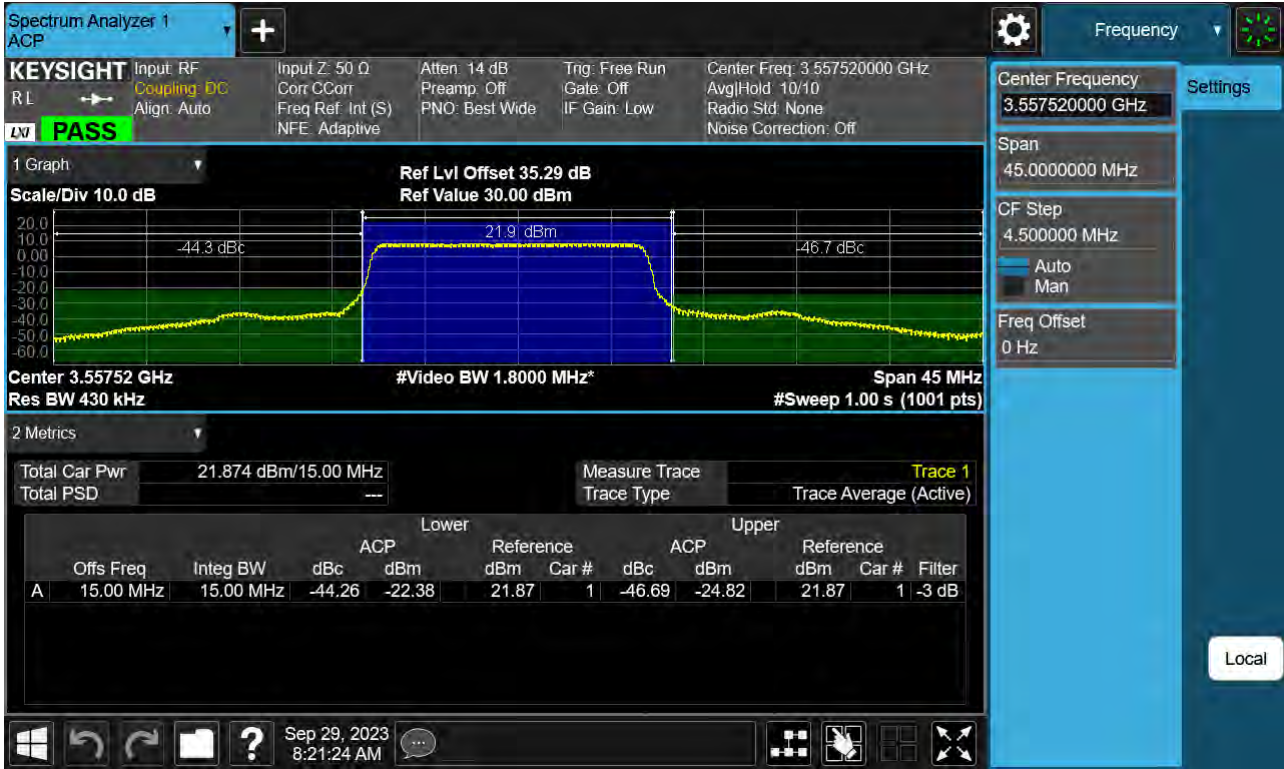 Spectrum Analyzer 1
ACP
+
Frequency
KEYSIGHT
RL
LXI PASS
Input: RF
Coupling: DC
Align: Auto
Input Z: 50 Ω
Corr CCorr
Freq Ref: Int (S)
NFE: Adaptive
Atten: 14 dB
Preamp: Off
PNO: Best Wide
Trig: Free Run
Gate: Off
IF Gain: Low
Center Freq: 3.557520000 GHz
Avg|Hold: 10/10
Radio Std: None
Noise Correction: Off
1 Graph
Scale/Div 10.0 dB
Ref Lvl Offset 35.29 dB
Ref Value 30.00 dBm
20.0
10.0
0.00
-10.0
-20.0
-30.0
-40.0
-50.0
-60.0
-44.3 dBc
21.9 dBm
-46.7 dBc
Center 3.55752 GHz #Video BW 1.8000 MHz* Span 45 MHz
Res BW 430 kHz #Sweep 1.00 s (1001 pts)
2 Metrics
Total Car Pwr 21.874 dBm/15.00 MHz Measure Trace Trace 1
Total PSD --- Trace Type Trace Average (Active)
Lower Upper
ACP Reference ACP Reference
Offs Freq Integ BW dBc dBm dBm Car # dBc dBm dBm Car # Filter
A 15.00 MHz 15.00 MHz -44.26 -22.38 21.87 1 -46.69 -24.82 21.87 1 -3 dB
Center Frequency
3.557520000 GHz
Span
45.0000000 MHz
CF Step
4.500000 MHz
Auto
Man
Freq Offset
0 Hz
Settings
Local
?
Sep 29, 2023
8:21:24 AM